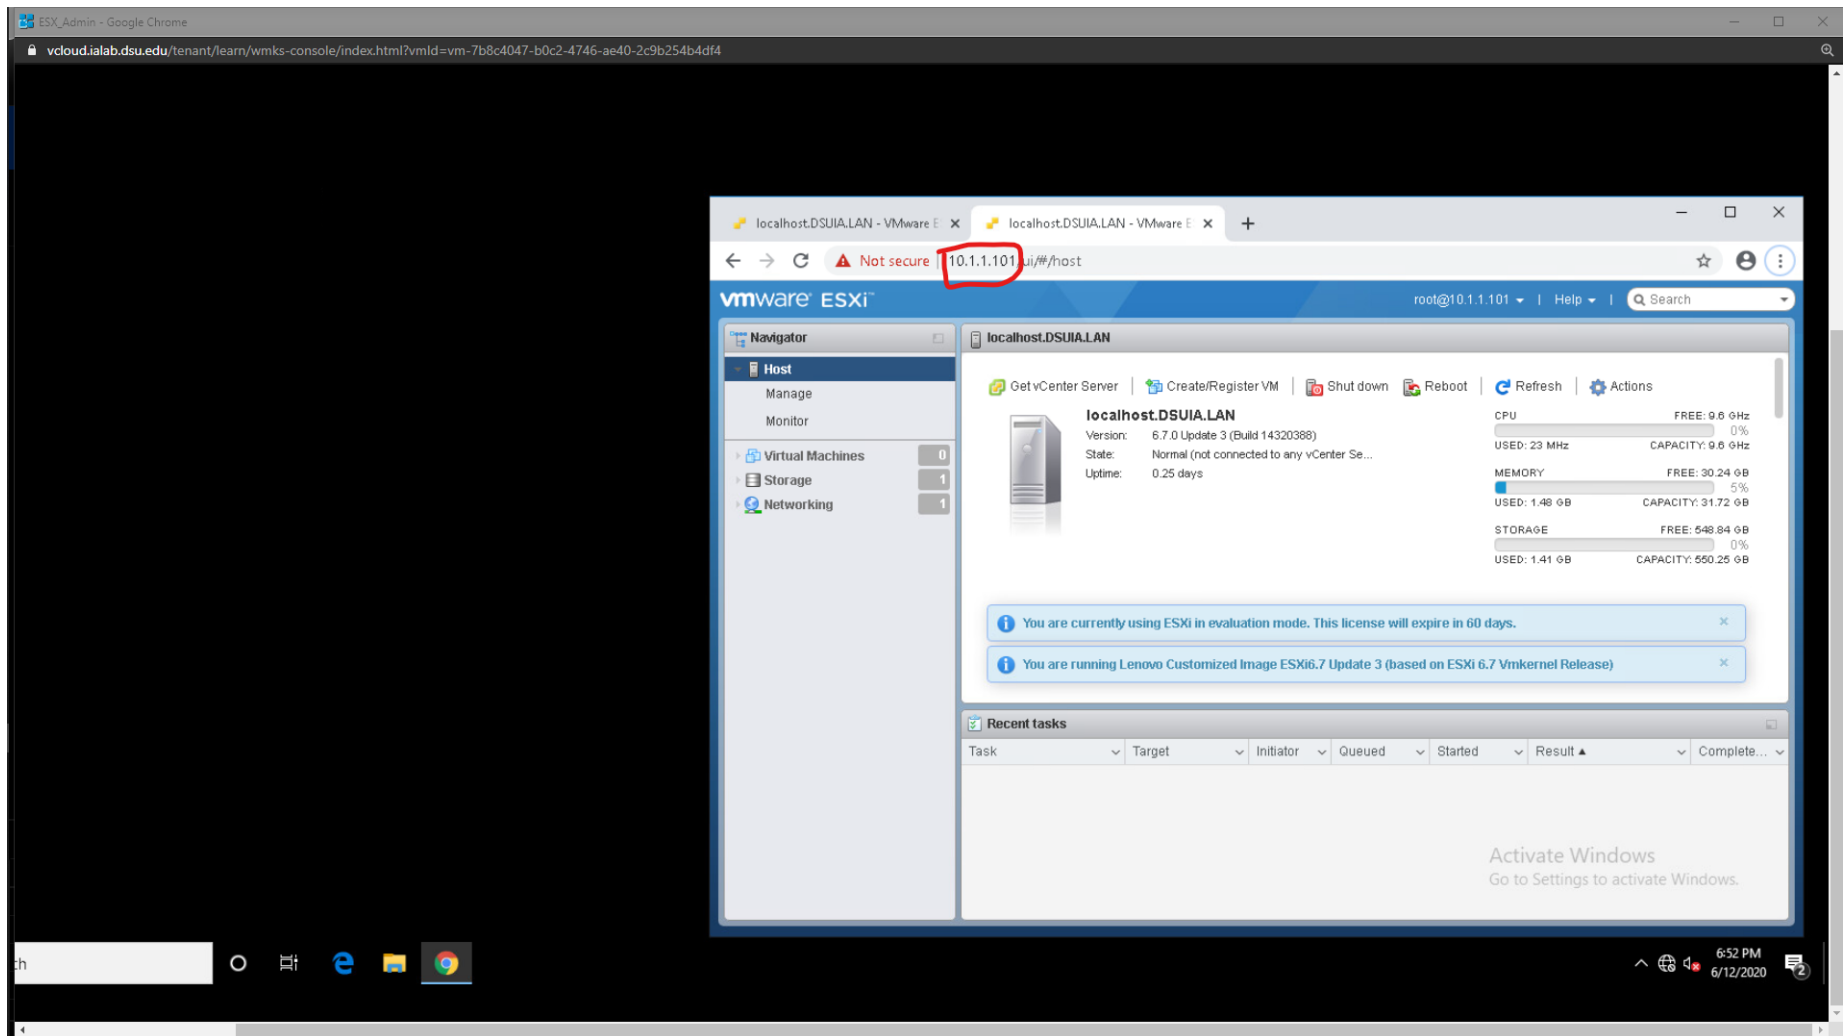 ESX_Admin - Google Chrome
vcloud.ialab.dsu.edu/tenant/learn/wmks-console/index.html?vmId=vm-7b8c4047-b0c2-4746-ae40-2c9b254b4df4
localhost.DSUIA.LAN - VMware E
localhost.DSUIA.LAN - VMware E
Not secure | 10.1.1.101/ui/#/host
vmware ESXi™
root@10.1.1.101 | Help | Search
Navigator
Host
Manage
Monitor
Virtual Machines 0
Storage 1
Networking 1
localhost.DSUIA.LAN
Get vCenter Server | Create/Register VM | Shut down Reboot | Refresh | Actions
localhost.DSUIA.LAN
Version: 6.7.0 Update 3 (Build 14320388)
State: Normal (not connected to any vCenter Se...
Uptime: 0.25 days
CPU FREE: 9.6 GHz
0%
USED: 23 MHz CAPACITY: 9.6 GHz
MEMORY FREE: 30.24 GB
5%
USED: 1.48 GB CAPACITY: 31.72 GB
STORAGE FREE: 548.84 GB
0%
USED: 1.41 GB CAPACITY: 550.25 GB
You are currently using ESXi in evaluation mode. This license will expire in 60 days.
You are running Lenovo Customized Image ESXi6.7 Update 3 (based on ESXi 6.7 Vmkernel Release)
Recent tasks
Task Target Initiator Queued Started Result Complete...
Activate Windows
Go to Settings to activate Windows.
ch
6:52 PM
6/12/2020
2